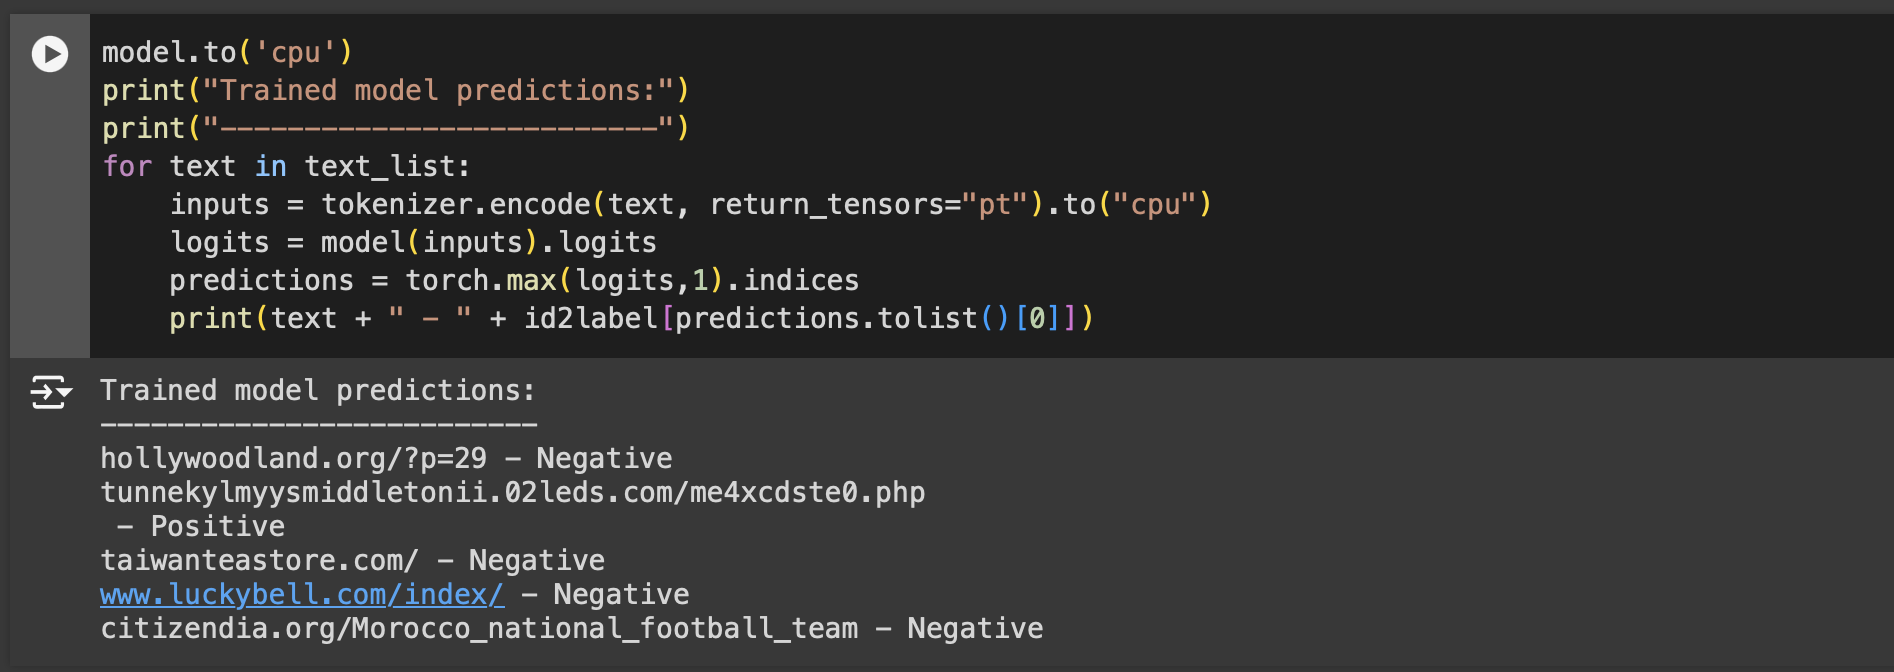 model.to('cpu')
print("Trained model predictions:")
print("--------------------------")
for text in text_list:
    inputs = tokenizer.encode(text, return_tensors="pt").to("cpu")
    logits = model(inputs).logits
    predictions = torch.max(logits,1).indices
    print(text + " - " + id2label[predictions.tolist()[0]])
Trained model predictions:
--------------------------
hollywoodland.org/?p=29 - Negative
tunnekylmyysmiddletonii.02leds.com/me4xcdste0.php
 - Positive
taiwanteastore.com/ - Negative
www.luckybell.com/index/ - Negative
citizendia.org/Morocco_national_football_team - Negative